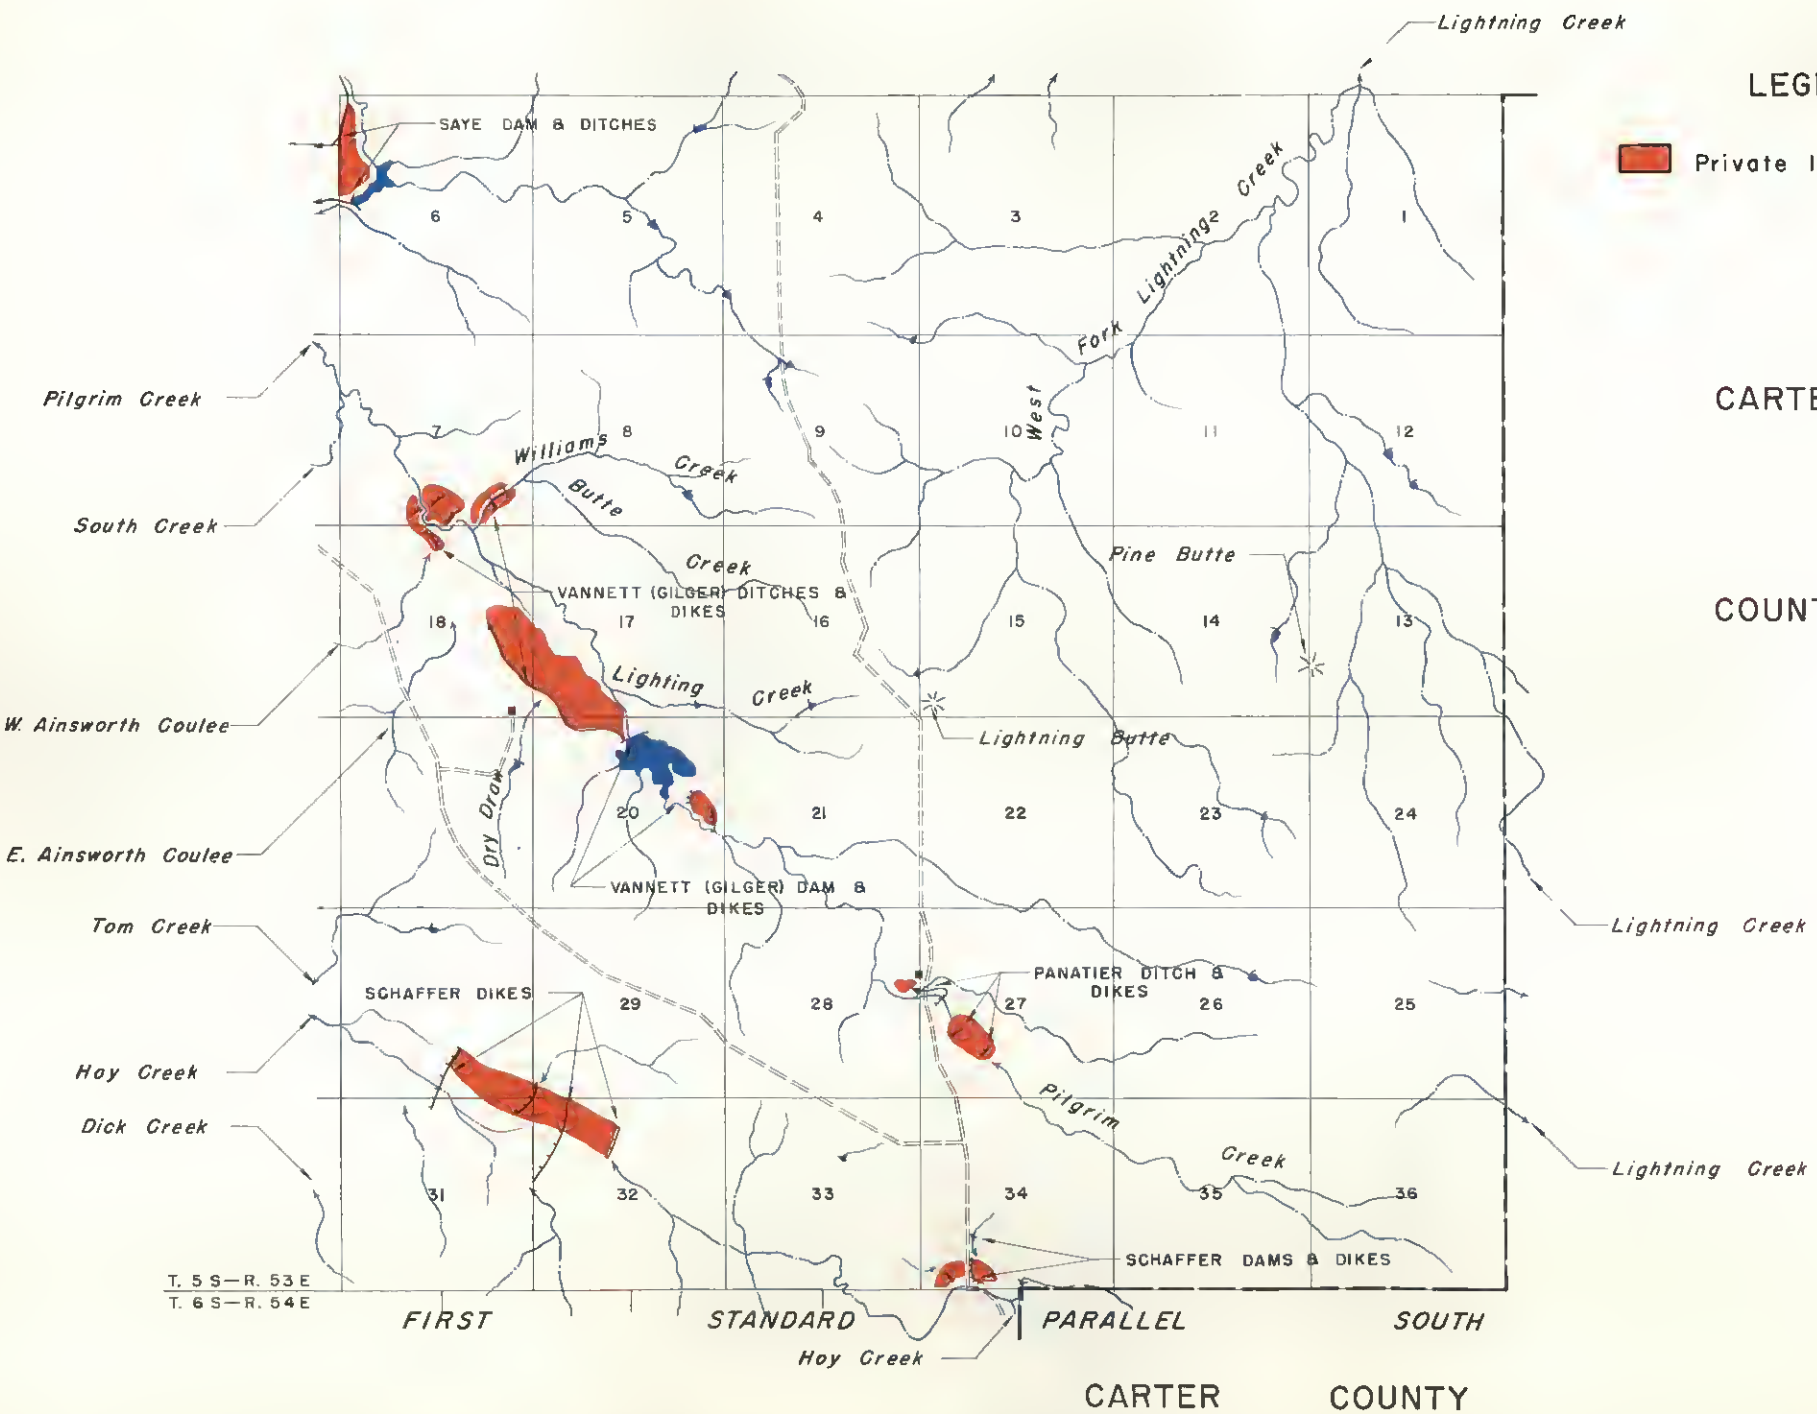 Lightning Creek
LEG
Private
SAYE DAM & DITCHES
6 5 4 3 2 1
West Fork Lightning Creek
Pilgrim Creek
CARTE
7 8 9 10 11 12
Williams Creek
Butte Creek
South Creek
Pine Butte
VANNETT (GILGER) DITCHES &
DIKES
COUNT
18 17 16 15 14 13
Lighting Creek
W. Ainsworth Coulee
Lightning Butte
Dry Draw
20 21 22 23 24
E. Ainsworth Coulee
VANNETT (GILGER) DAM &
DIKES
Tom Creek
Lightning Creek
PANATIER DITCH &
DIKES
SCHAFFER DIKES
29 28 27 26 25
Hay Creek
Pilgrim Creek
Dick Creek
Lightning Creek
31 32 33 34 35 36
SCHAFFER DAMS & DIKES
T. 5 S—R. 53 E
T. 6 S—R. 54 E
FIRST STANDARD PARALLEL SOUTH
Hoy Creek
CARTER COUNTY